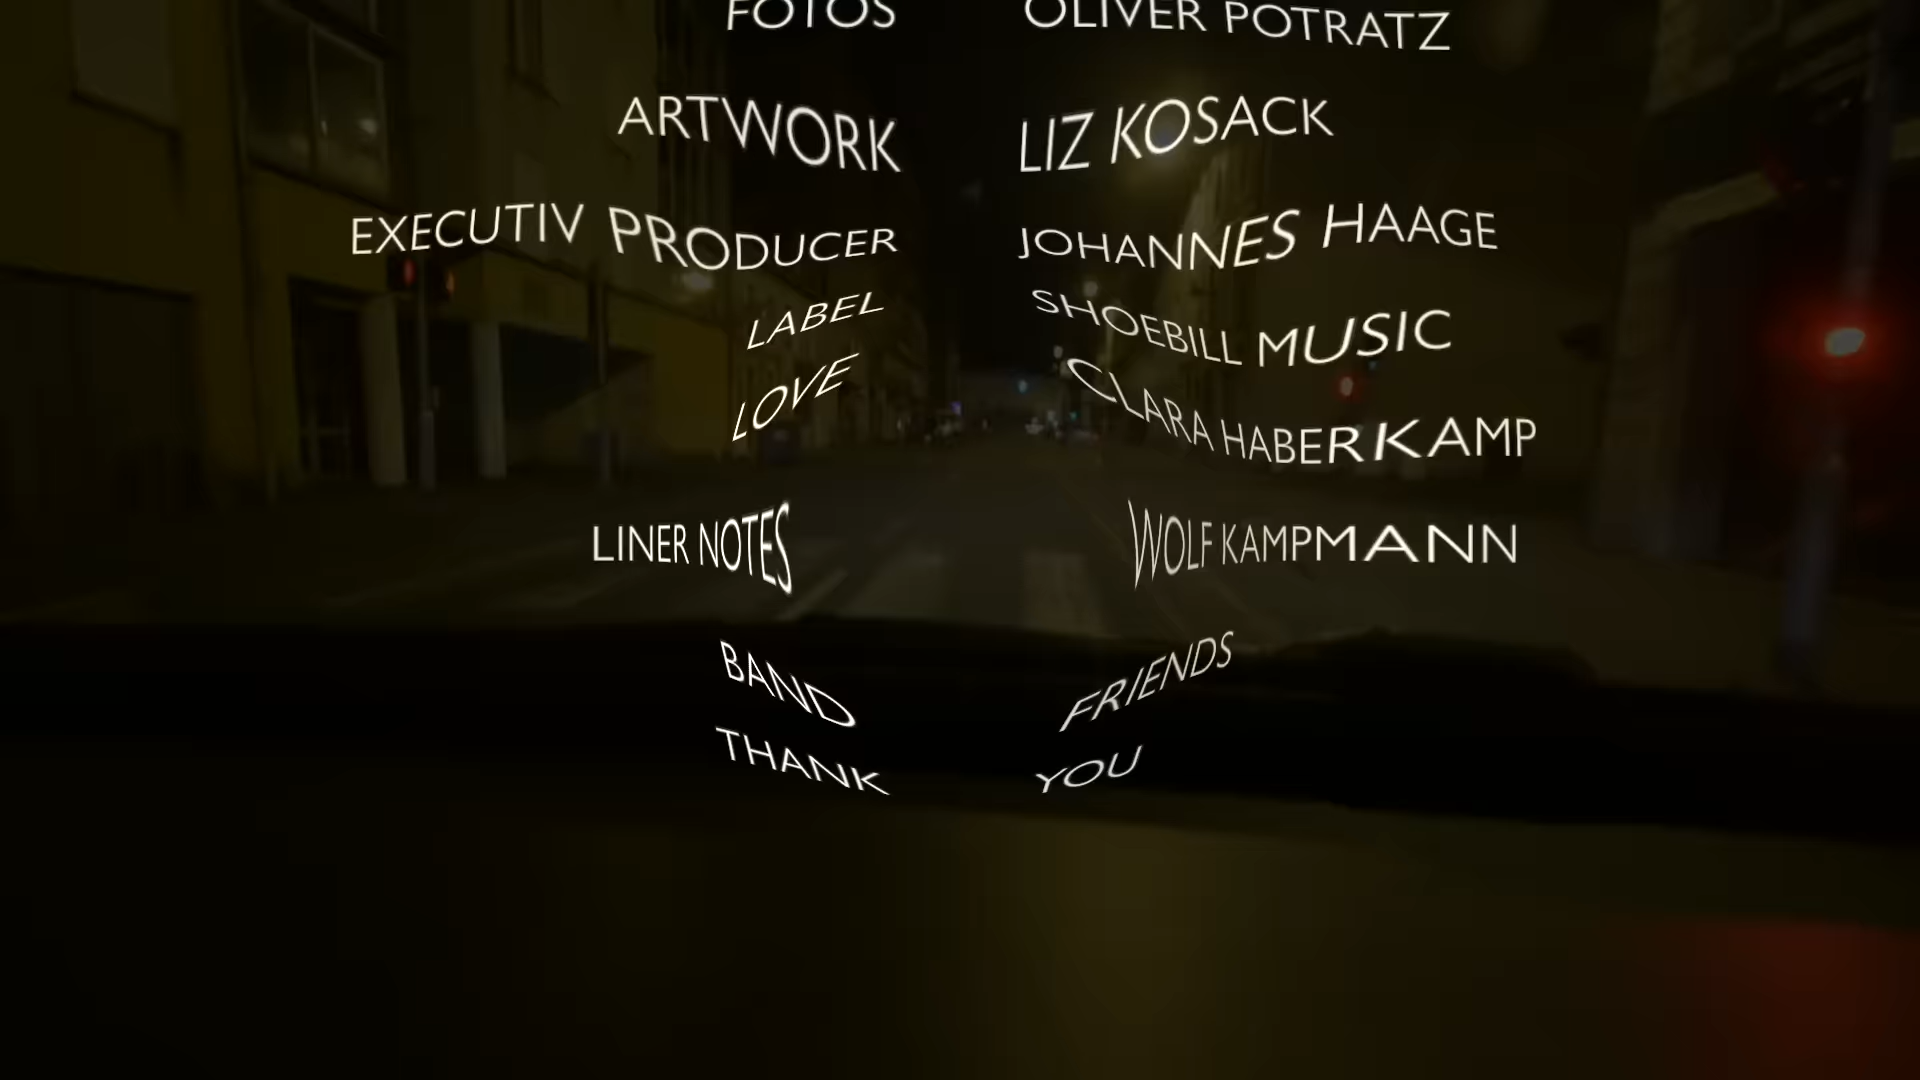 FOTOS OLIVER POTRATZ
ARTWORK LIZ KOSACK
EXECUTIV PRODUCER JOHANNES HAAGE
LABEL SHOEBILL MUSIC
LOVE CLARA HABERKAMP
LINER NOTES WOLF KAMPMANN
BAND FRIENDS
THANK YOU